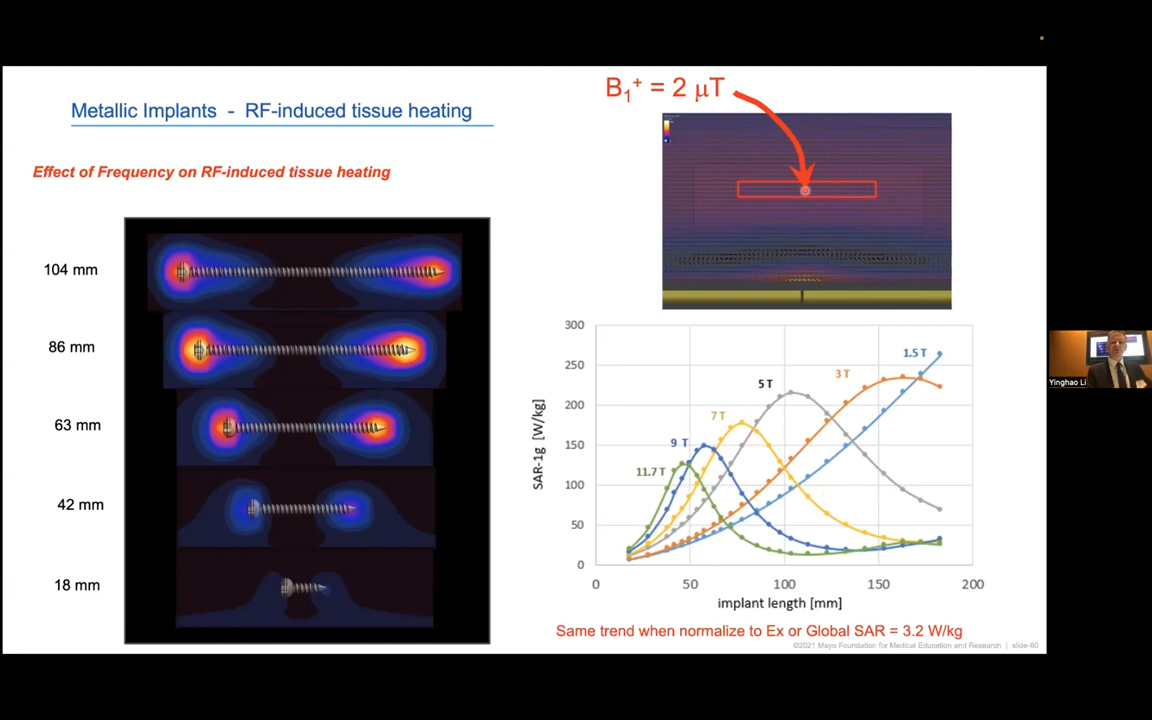 B₁⁺ = 2 μT
Metallic Implants - RF-induced tissue heating
Effect of Frequency on RF-induced tissue heating
104 mm
86 mm
63 mm
42 mm
18 mm
300
250
200
150
100
50
0
SAR-1g [W/kg]
1.5 T
3 T
5 T
7 T
9 T
11.7 T
0
50
100
150
200
implant length [mm]
Same trend when normalize to Ex or Global SAR = 3.2 W/kg
©2021 Mayo Foundation for Medical Education and Research | slide-60
Yinghao Li